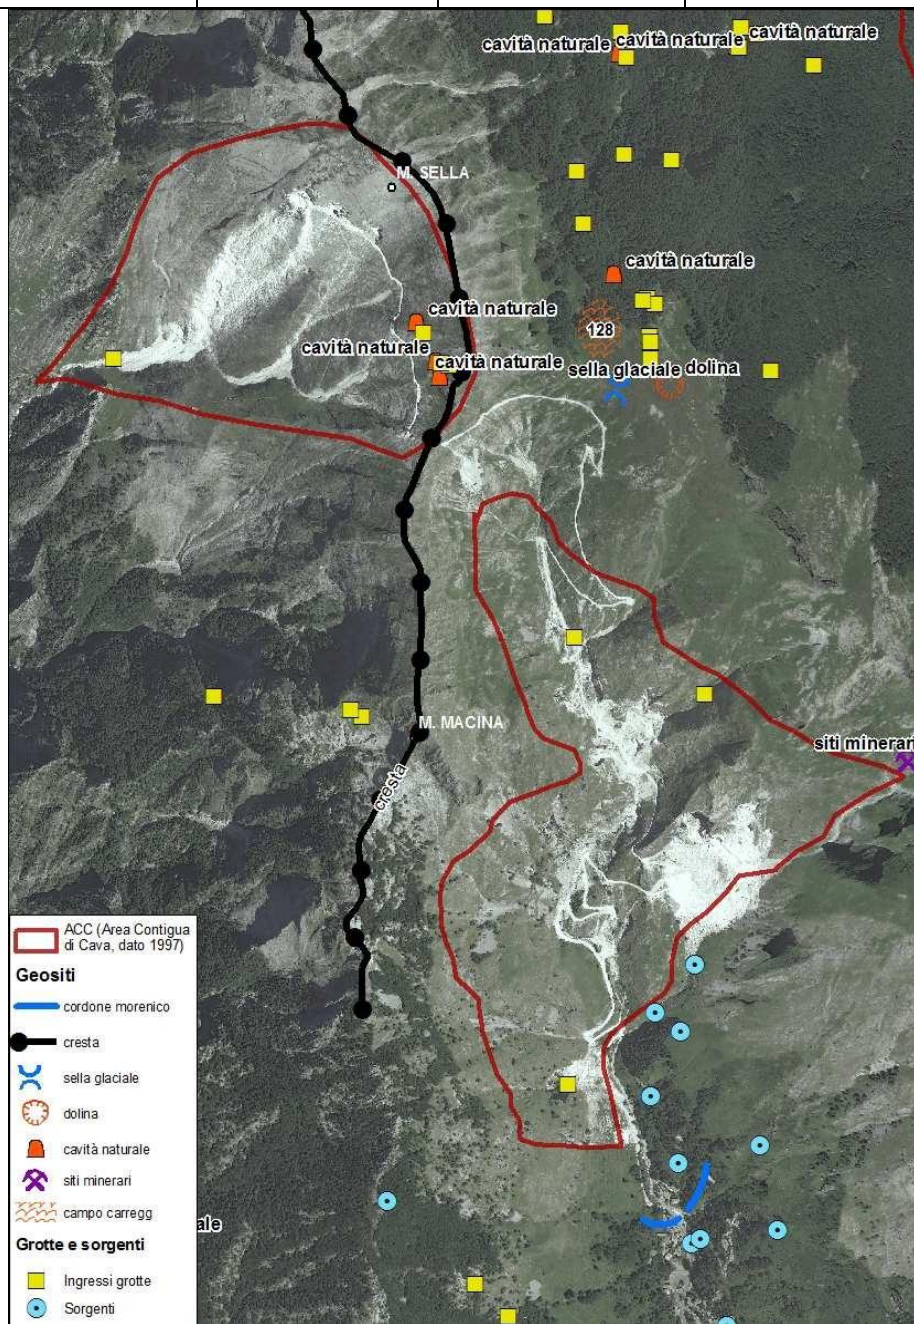 cavità naturale cavità naturale cavità naturale
M. SELLA
cavità naturale
cavità naturale
128
cavità naturale cavità naturale
sella glaciale dolina
M. MACINA
siti minerari
cresta
ACC (Area Contigua
di Cava, dato 1997)
Geositi
cordone morenico
cresta
sella glaciale
dolina
cavità naturale
siti minerari
campo carregg
ale
Grotte e sorgenti
Ingressi grotte
Sorgenti